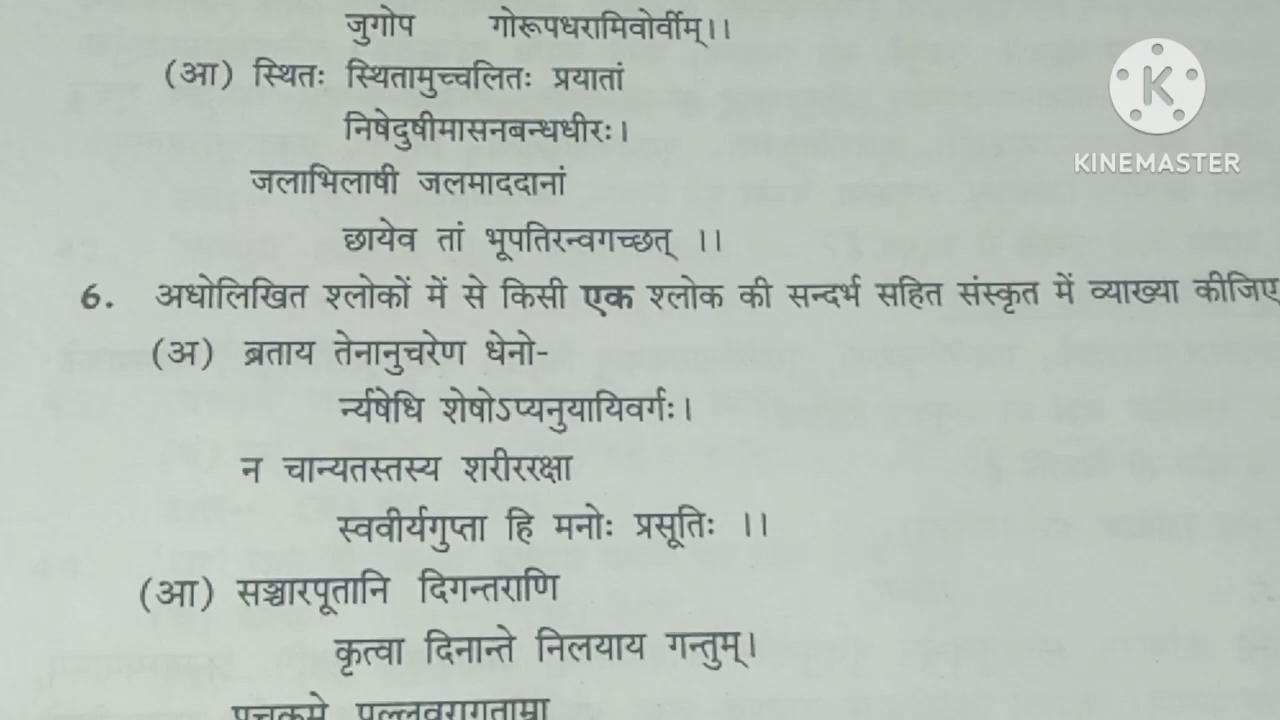 जुगोप गोरूपधरामिवोर्वीम्।।
(आ) स्थितः स्थितामुच्चलितः प्रयातां
निषेदुषीमासनबन्धधीरः।
जलाभिलाषी जलमाददानां
छायेव तां भूपतिरन्वगच्छत् ।।
6. अधोलिखित श्लोकों में से किसी एक श्लोक की सन्दर्भ सहित संस्कृत में व्याख्या कीजिए
(अ) ब्रताय तेनानुचरेण धेनो-
र्न्यषेधि शेषोऽप्यनुयायिवर्गः।
न चान्यतस्तस्य शरीररक्षा
स्ववीर्यगुप्ता हि मनोः प्रसूतिः ।।
(आ) सञ्चारपूतानि दिगन्तराणि
कृत्वा दिनान्ते निलयाय गन्तुम्।
K
KINEMASTER